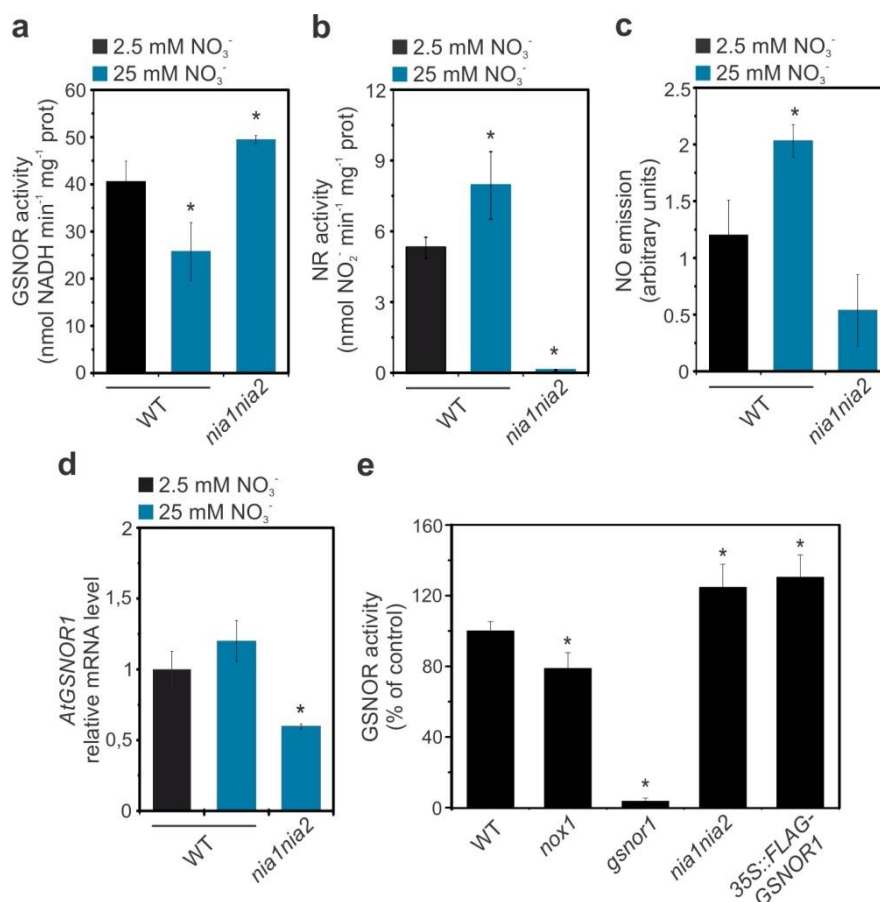 a
2.5 mM NO₃⁻
25 mM NO₃⁻
GSNOR activity
(nmol NADH min⁻¹ mg⁻¹ prot)
60
50
40
30
20
10
0
*
*
WT
nia1nia2
b
2.5 mM NO₃⁻
25 mM NO₃⁻
NR activity
(nmol NO₂⁻ min⁻¹ mg⁻¹ prot)
12
9
6
3
0
*
*
WT
nia1nia2
c
2.5 mM NO₃⁻
25 mM NO₃⁻
NO emission
(arbitrary units)
2.5
2
1.5
1
0.5
0
*
WT
nia1nia2
d
2.5 mM NO₃⁻
25 mM NO₃⁻
AtGSNOR1
relative mRNA level
2
1,5
1
0,5
0
*
WT
nia1nia2
e
GSNOR activity
(% of control)
160
120
80
40
0
*
*
*
*
WT
nox1
gsnor1
nia1nia2
35S::FLAG-
GSNOR1